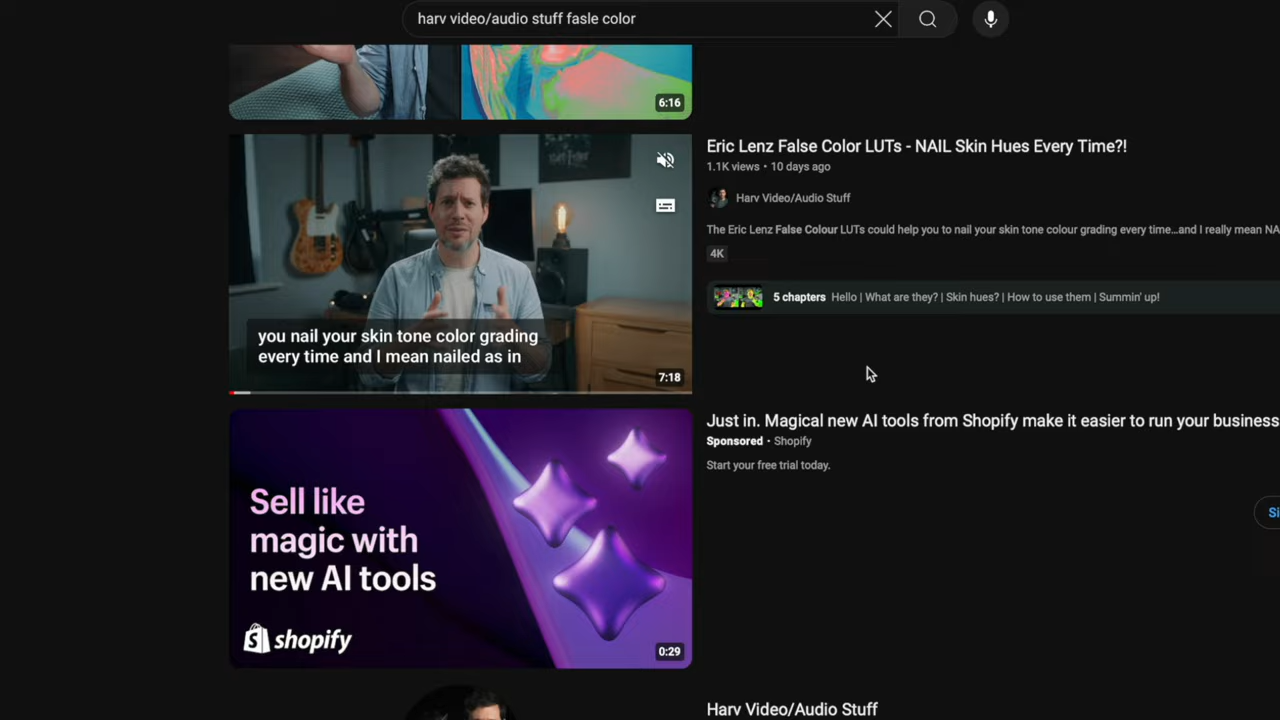 harv video/audio stuff fasle color
6:16
Eric Lenz False Color LUTs - NAIL Skin Hues Every Time?!
1.1K views • 10 days ago
Harv Video/Audio Stuff
The Eric Lenz False Colour LUTs could help you to nail your skin tone colour grading every time...and I really mean NA
4K
5 chapters Hello | What are they? | Skin hues? | How to use them | Summin' up!
you nail your skin tone color grading
every time and I mean nailed as in
7:18
Just in. Magical new AI tools from Shopify make it easier to run your business
Sponsored • Shopify
Start your free trial today.
Si
Sell like
magic with
new AI tools
shopify
0:29
Harv Video/Audio Stuff